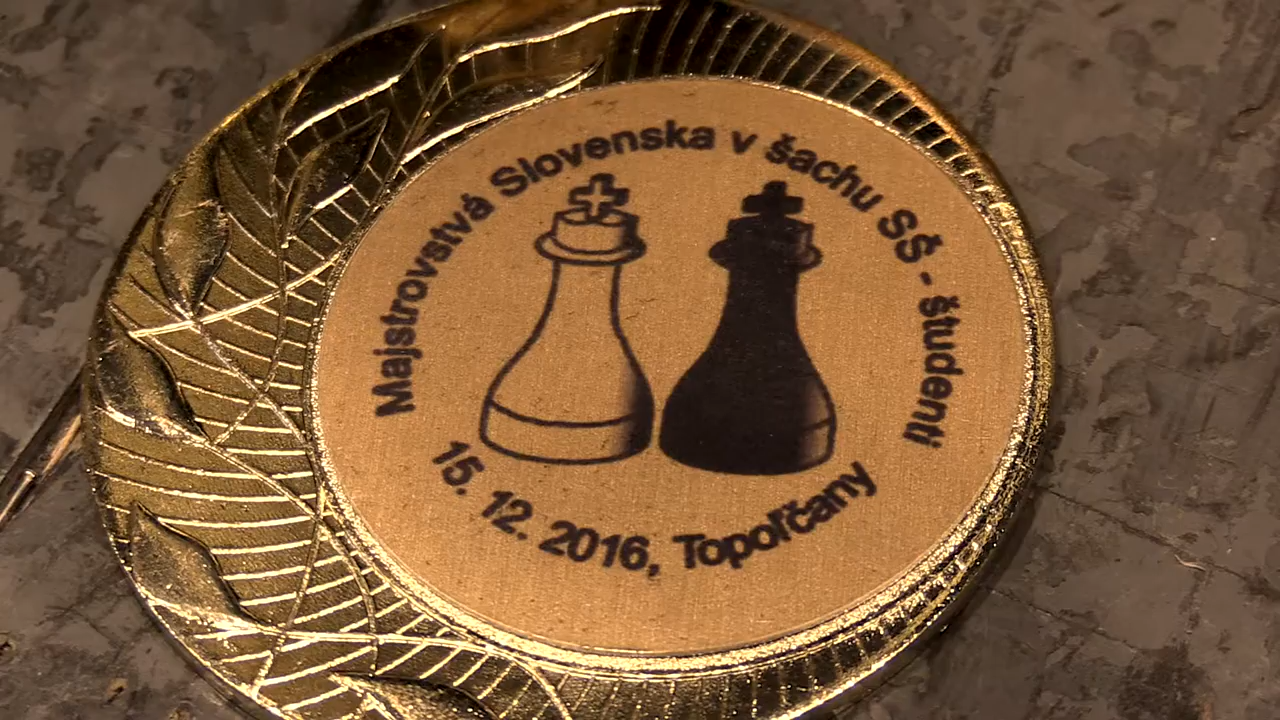 Majstrovstvá Slovenska v šachu SŠ - študenti
15. 12. 2016, Topoľčany